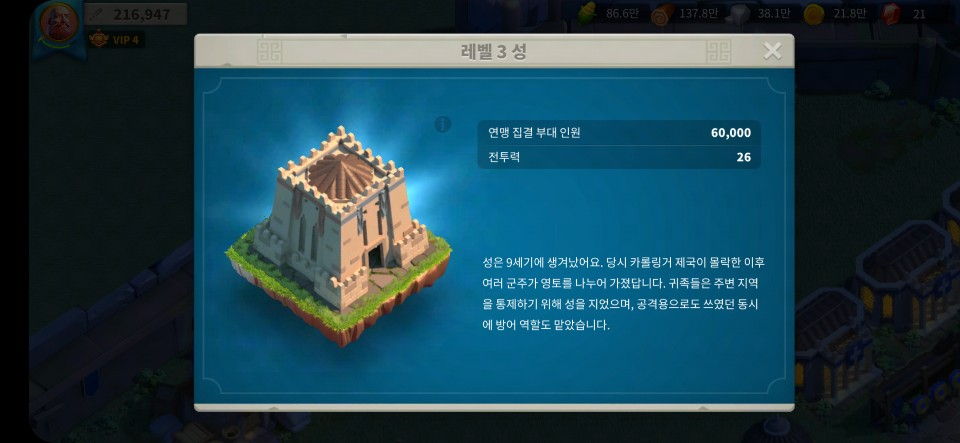 216,947
86.6만
137.8만
38.1만
21.8만
21
VIP 4
레벨 3 성
연맹 집결 부대 인원 60,000
전투력 26
성은 9세기에 생겨났어요. 당시 카롤링거 제국이 몰락한 이후
여러 군주가 영토를 나누어 가졌답니다. 귀족들은 주변 지역
을 통제하기 위해 성을 지었으며, 공격용으로도 쓰였던 동시
에 방어 역할도 맡았습니다.